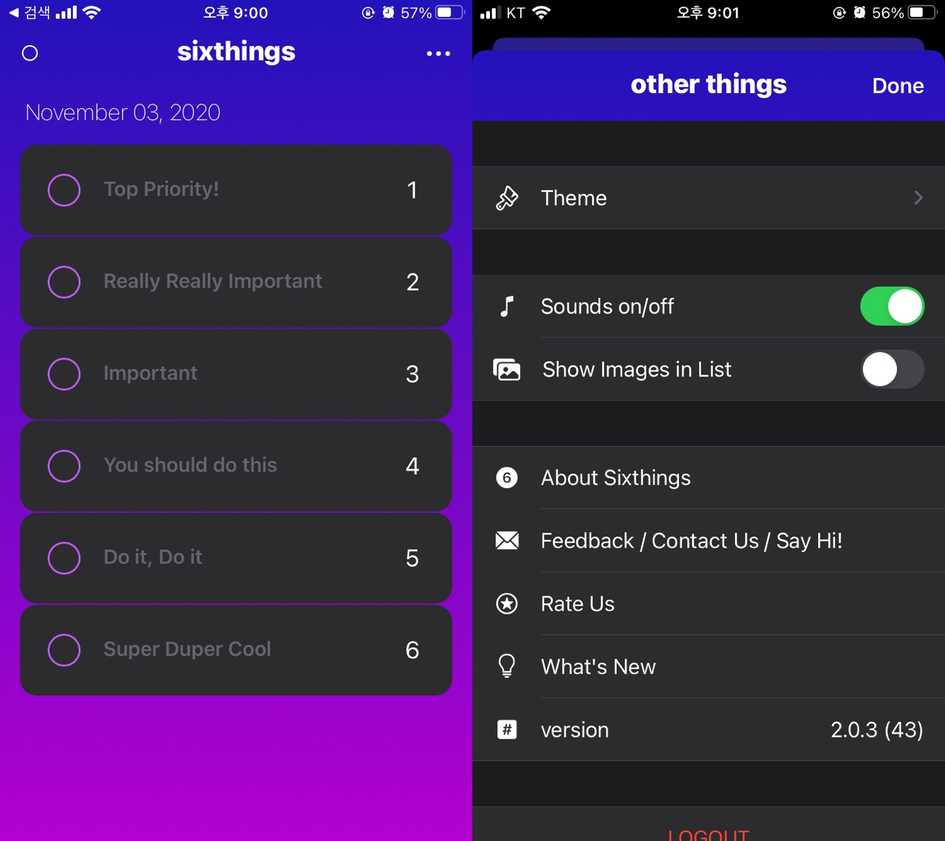 ◀ 검색 오후 9:00 57%
sixthings
November 03, 2020
Top Priority! 1
Really Really Important 2
Important 3
You should do this 4
Do it, Do it 5
Super Duper Cool 6
KT 오후 9:01 56%
other things Done
Theme
Sounds on/off
Show Images in List
6 About Sixthings
Feedback / Contact Us / Say Hi!
Rate Us
What's New
# version 2.0.3 (43)
LOGOUT